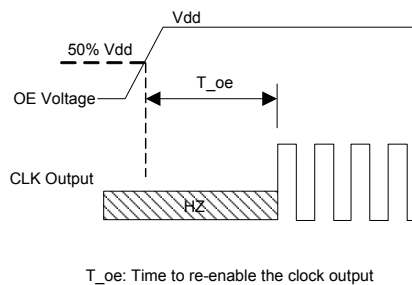 Vdd
50% Vdd
T_oe
OE Voltage
CLK Output
HZ
T_oe: Time to re-enable the clock output